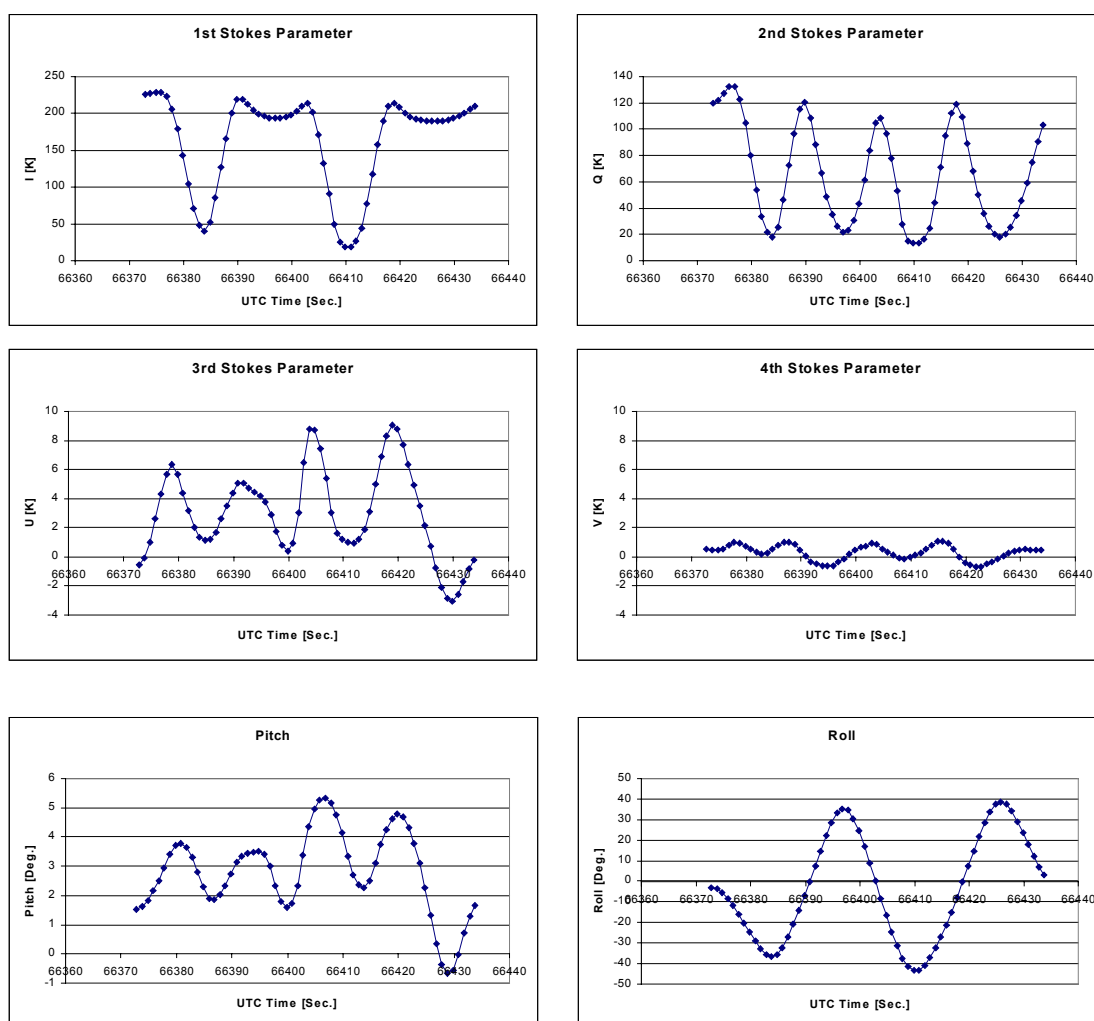 1st Stokes Parameter
250
200
150
100
50
0
I [K]
66360 66370 66380 66390 66400 66410 66420 66430 66440
UTC Time [Sec.]
2nd Stokes Parameter
140
120
100
80
60
40
20
0
Q [K]
66360 66370 66380 66390 66400 66410 66420 66430 66440
UTC Time [Sec.]
3rd Stokes Parameter
10
8
6
4
2
0
-2
-4
U [K]
66360 66370 66380 66390 66400 66410 66420 66430 66440
UTC Time [Sec.]
4th Stokes Parameter
10
8
6
4
2
0
-2
-4
V [K]
66360 66370 66380 66390 66400 66410 66420 66430 66440
UTC Time [Sec.]
Pitch
6
5
4
3
2
1
0
-1
Pitch [Deg.]
66360 66370 66380 66390 66400 66410 66420 66430 66440
UTC Time [Sec.]
Roll
50
40
30
20
10
0
-10
-20
-30
-40
-50
Roll [Deg.]
66360 66370 66380 66390 66400 66410 66420 66430 66440
UTC Time [Sec.]